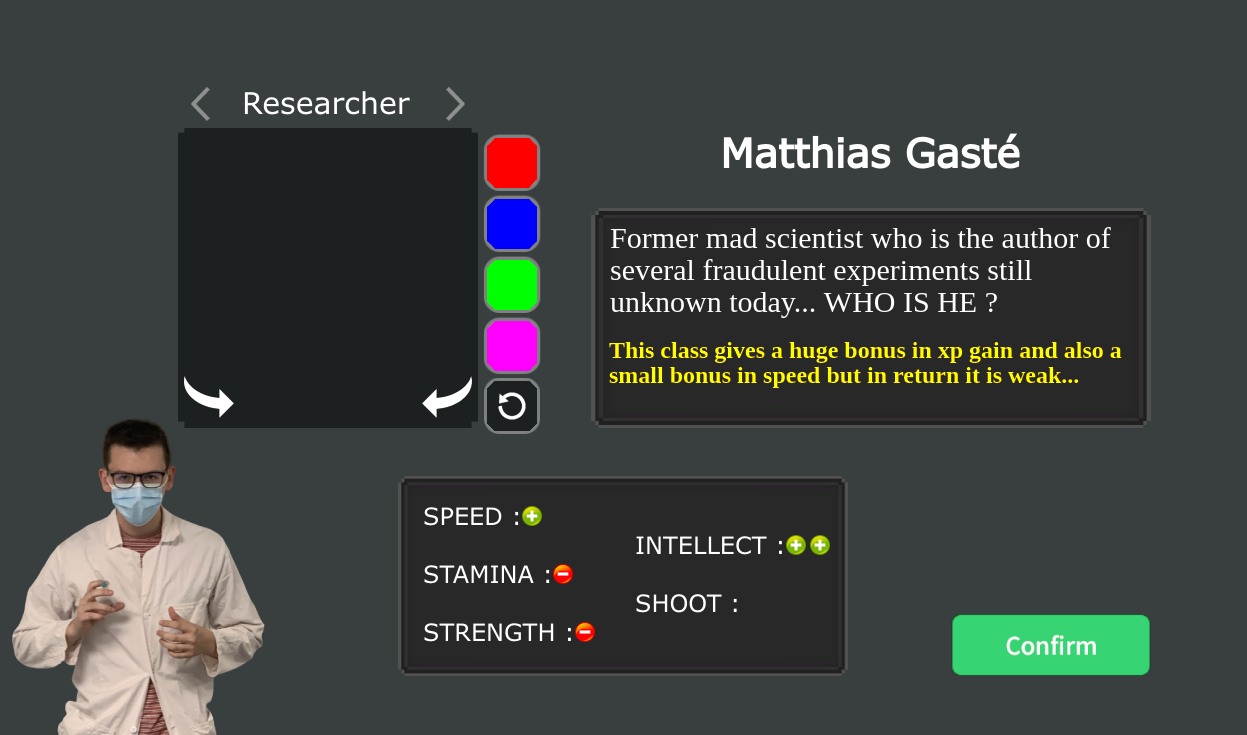 Researcher
Matthias Gasté
Former mad scientist who is the author of
several fraudulent experiments still
unknown today... WHO IS HE ?
This class gives a huge bonus in xp gain and also a
small bonus in speed but in return it is weak...
SPEED :
INTELLECT :
STAMINA :
SHOOT :
STRENGTH :
Confirm